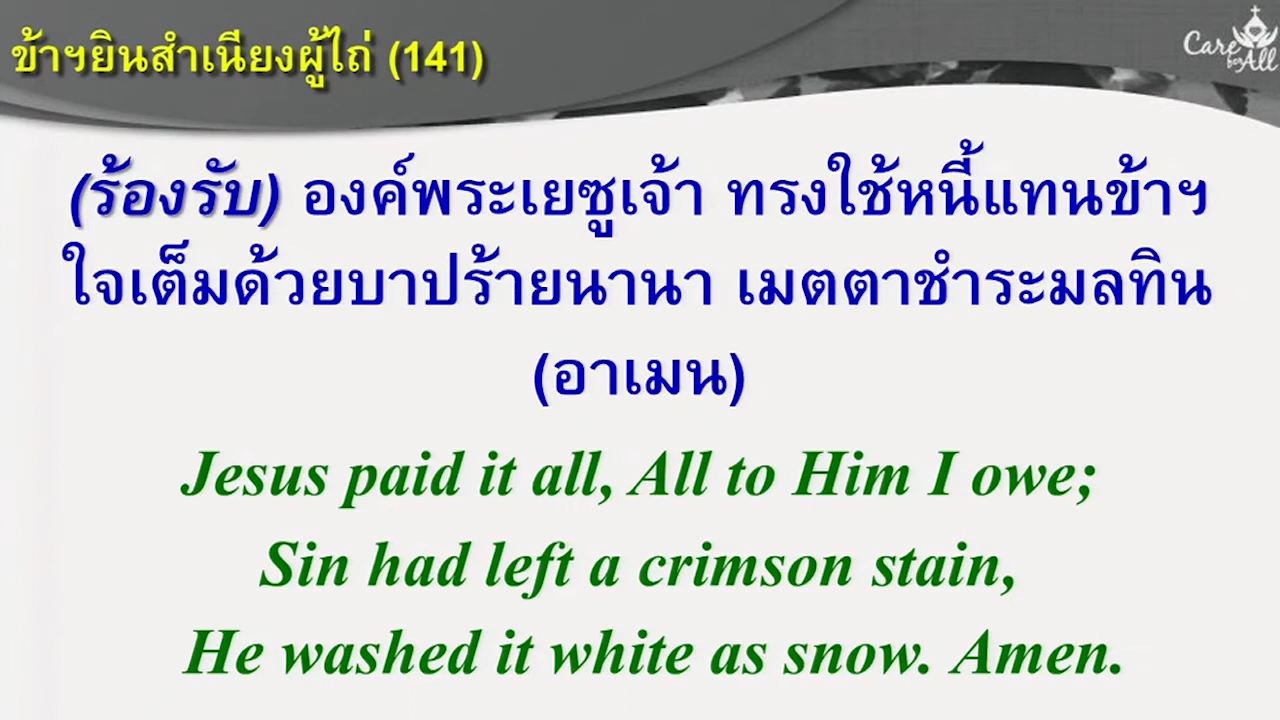 ข้าฯยินสำเนียงผู้ไถ่ (141)
Care for All
(ร้องรับ) องค์พระเยซูเจ้า ทรงใช้หนี้แทนข้าฯ
ใจเต็มด้วยบาปร้ายนานา เมตตาชำระมลทิน
(อาเมน)
Jesus paid it all, All to Him I owe;
Sin had left a crimson stain,
He washed it white as snow. Amen.